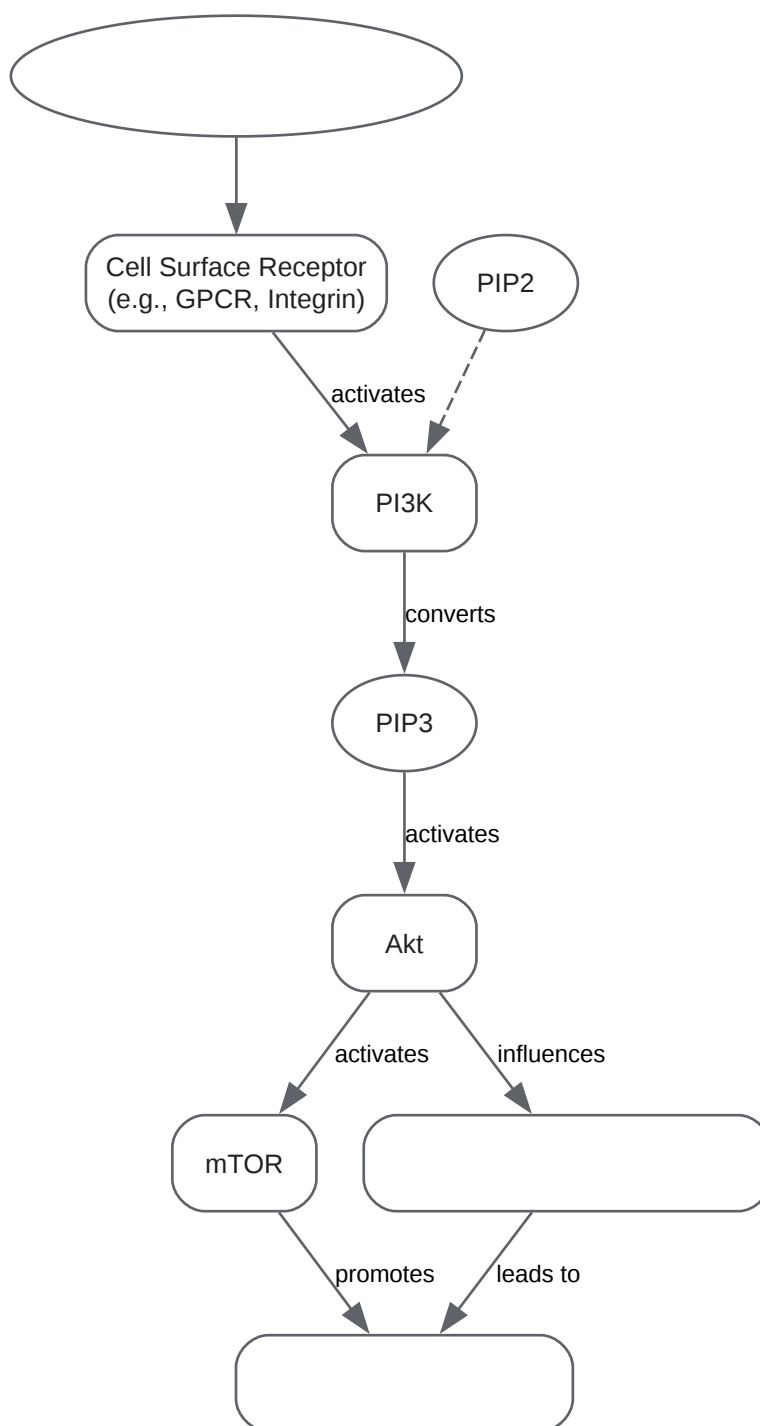 Cell Surface Receptor
(e.g., GPCR, Integrin)
PIP2
activates
PI3K
converts
PIP3
activates
Akt
activates
influences
mTOR
promotes
leads to